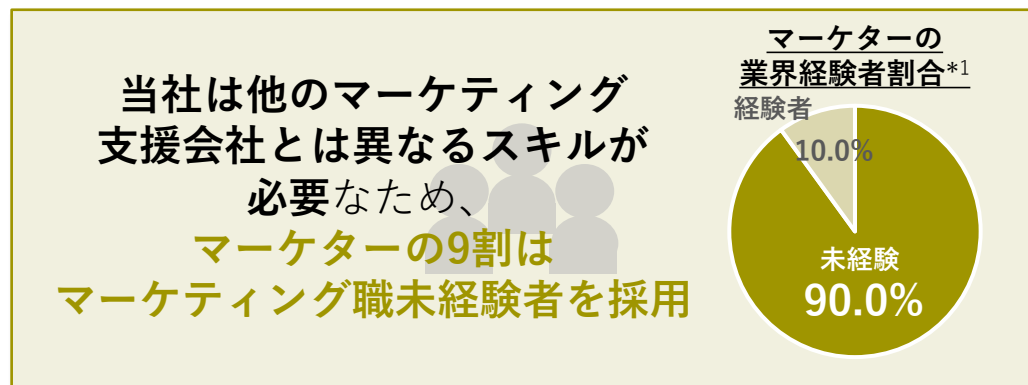 当社は他のマーケティング
支援会社とは異なるスキルが
必要なため、
マーケターの9割は
マーケティング職未経験者を採用
マーケターの
業界経験者割合*1
経験者
10.0%
未経験
90.0%